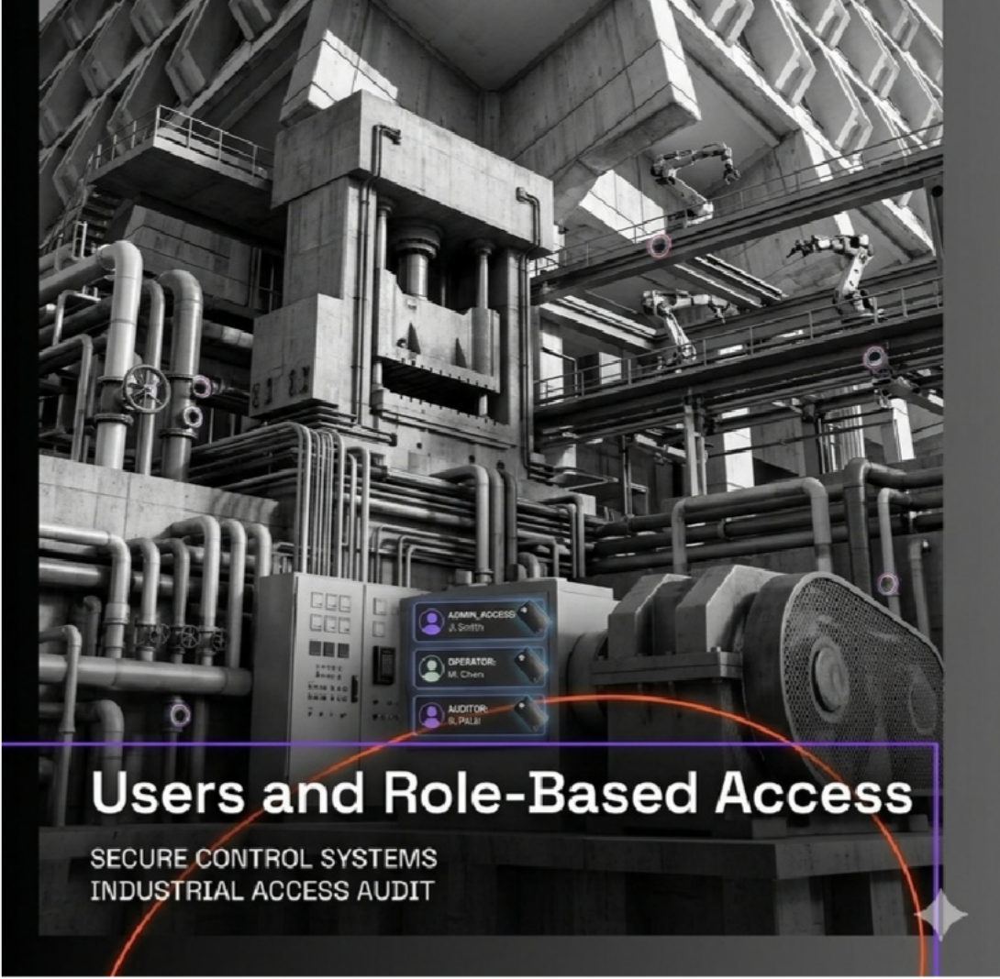 ADMIN_ACCESS
J. Smith
OPERATOR:
M. Chen
AUDITOR:
Users and Role-Based Access
SECURE CONTROL SYSTEMS
INDUSTRIAL ACCESS AUDIT